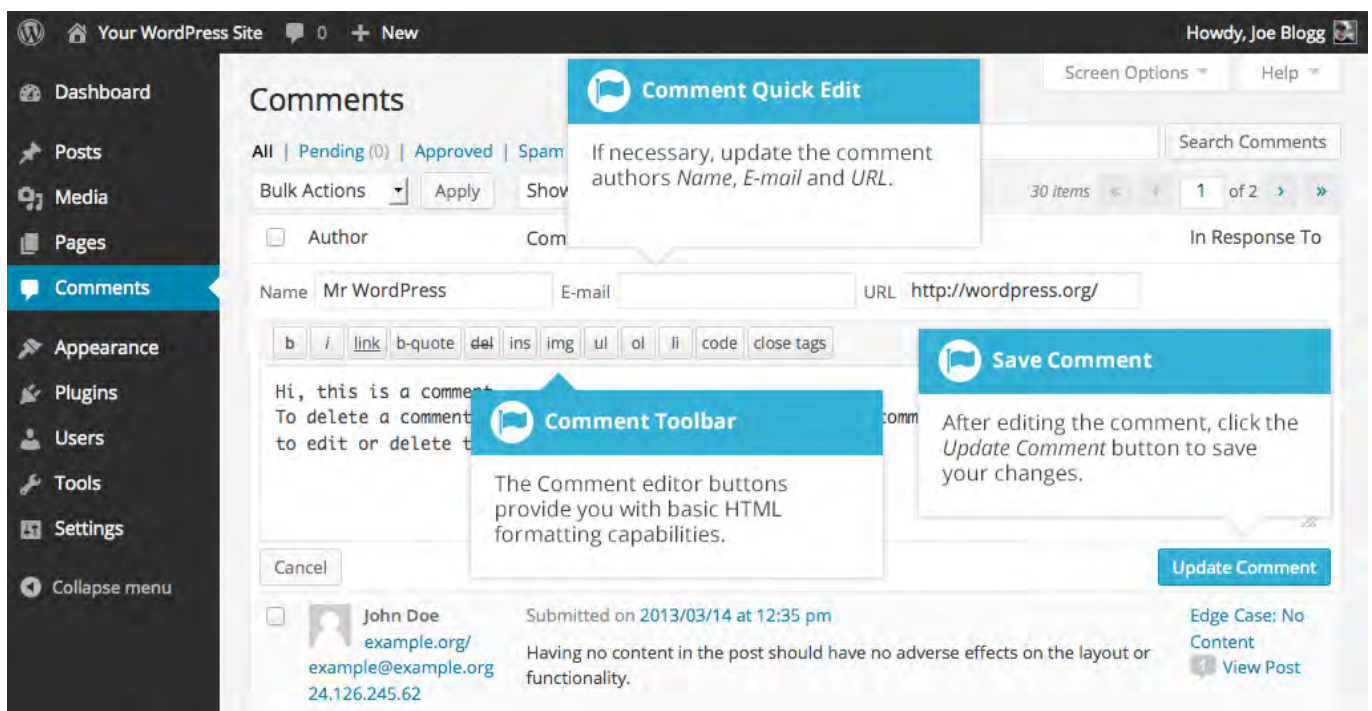 Your WordPress Site 0 + New Howdy, Joe Blogg
Screen Options Help
Dashboard
Posts
Media
Pages
Comments
Appearance
Plugins
Users
Tools
Settings
Collapse menu
Comments
All | Pending (0) | Approved | Spam
Search Comments
Bulk Actions Apply Show
30 items « ‹ 1 of 2 › »
Author In Response To
Comment Quick Edit
If necessary, update the comment
authors Name, E-mail and URL.
Name Mr WordPress E-mail URL http://wordpress.org/
b i link b-quote del ins img ul ol li code close tags
Hi, this is a comment
To delete a comment
to edit or delete
Comment Toolbar
The Comment editor buttons
provide you with basic HTML
formatting capabilities.
Save Comment
After editing the comment, click the
Update Comment button to save
your changes.
Cancel Update Comment
John Doe
example.org/
example@example.org
24.126.245.62
Submitted on 2013/03/14 at 12:35 pm
Having no content in the post should have no adverse effects on the layout or
functionality.
Edge Case: No
Content
1 View Post